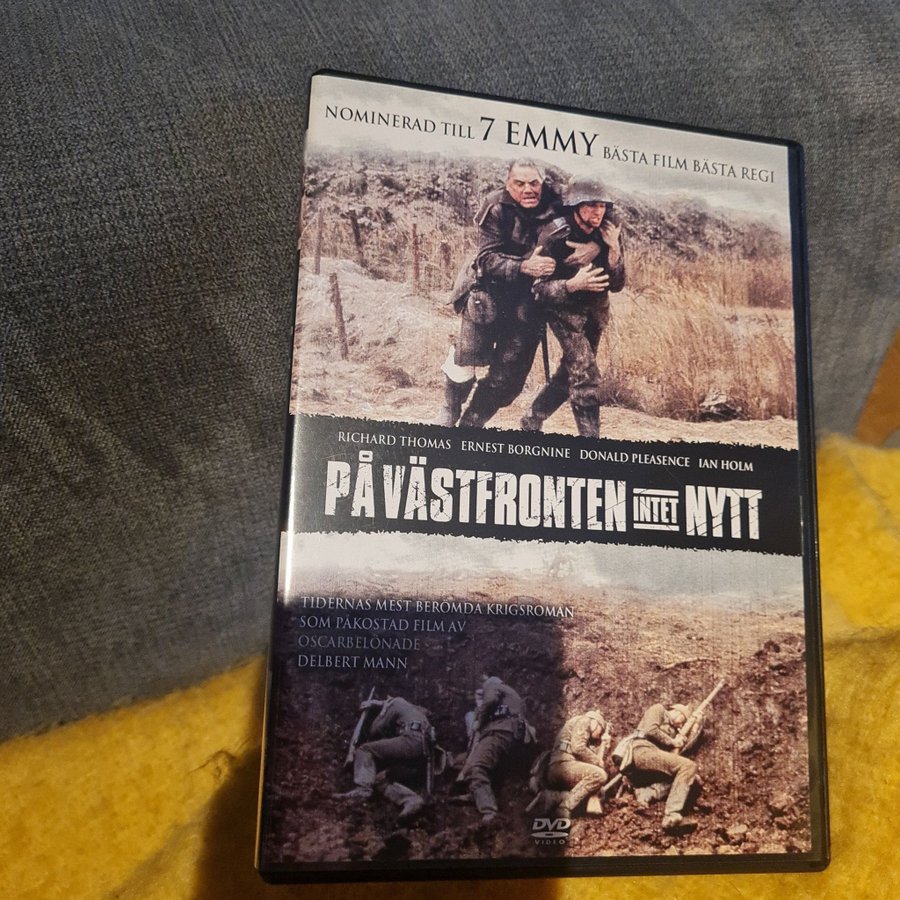 NOMINERAD TILL 7 EMMY BÄSTA FILM BÄSTA REGI
RICHARD THOMAS ERNEST BORGNINE DONALD PLEASENCE IAN HOLM
PÅ VÄSTFRONTEN INTET NYTT
TIDERNAS MEST BERÖMDA KRIGSROMAN
SOM PÅKOSTAD FILM AV
OSCARBELÖNADE
DELBERT MANN
DVD
VIDEO